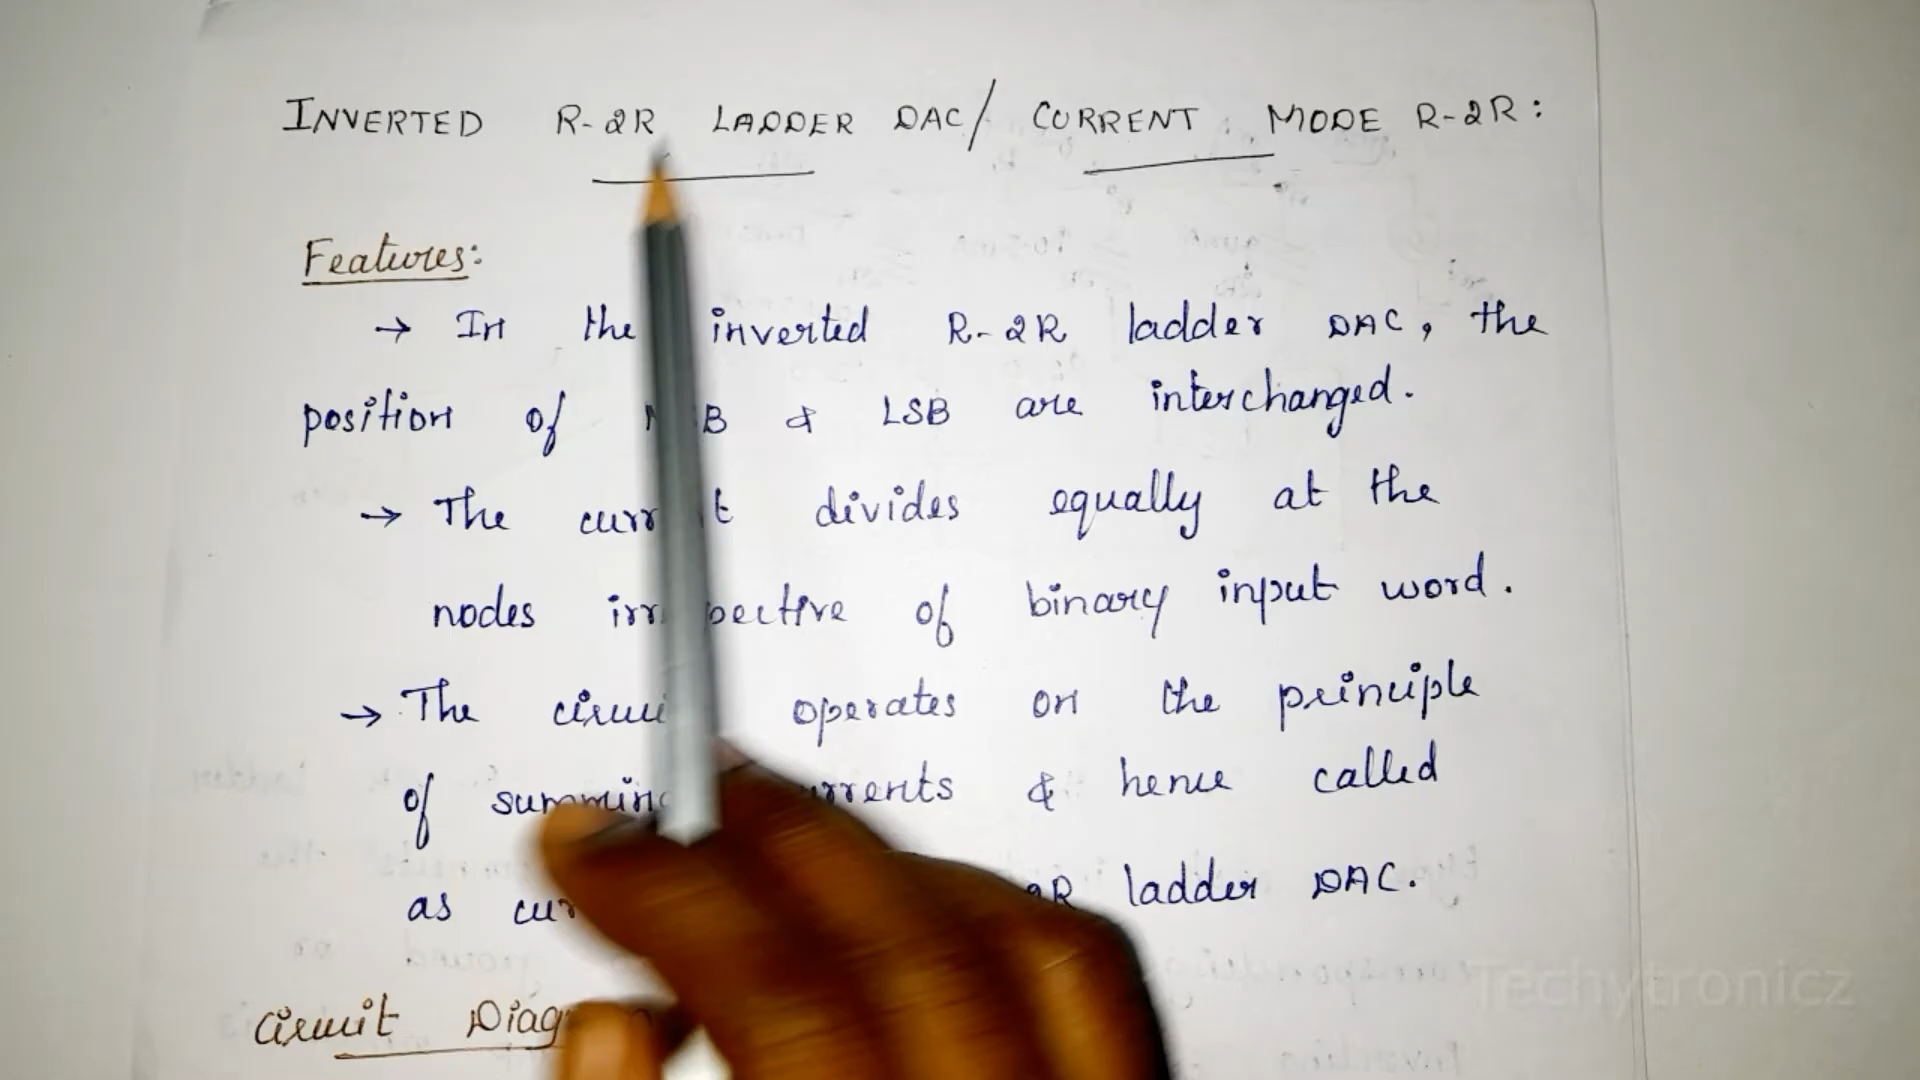 INVERTED R-2R LADDER DAC/ CURRENT MODE R-2R:
Features:
→ In the inverted R-2R ladder DAC, the
position of & LSB are interchanged.
→ The divides equally at the
nodes of binary input word.
→ The operates on the principle
of & hence called
as ladder DAC.
Circuit
Techytronicz